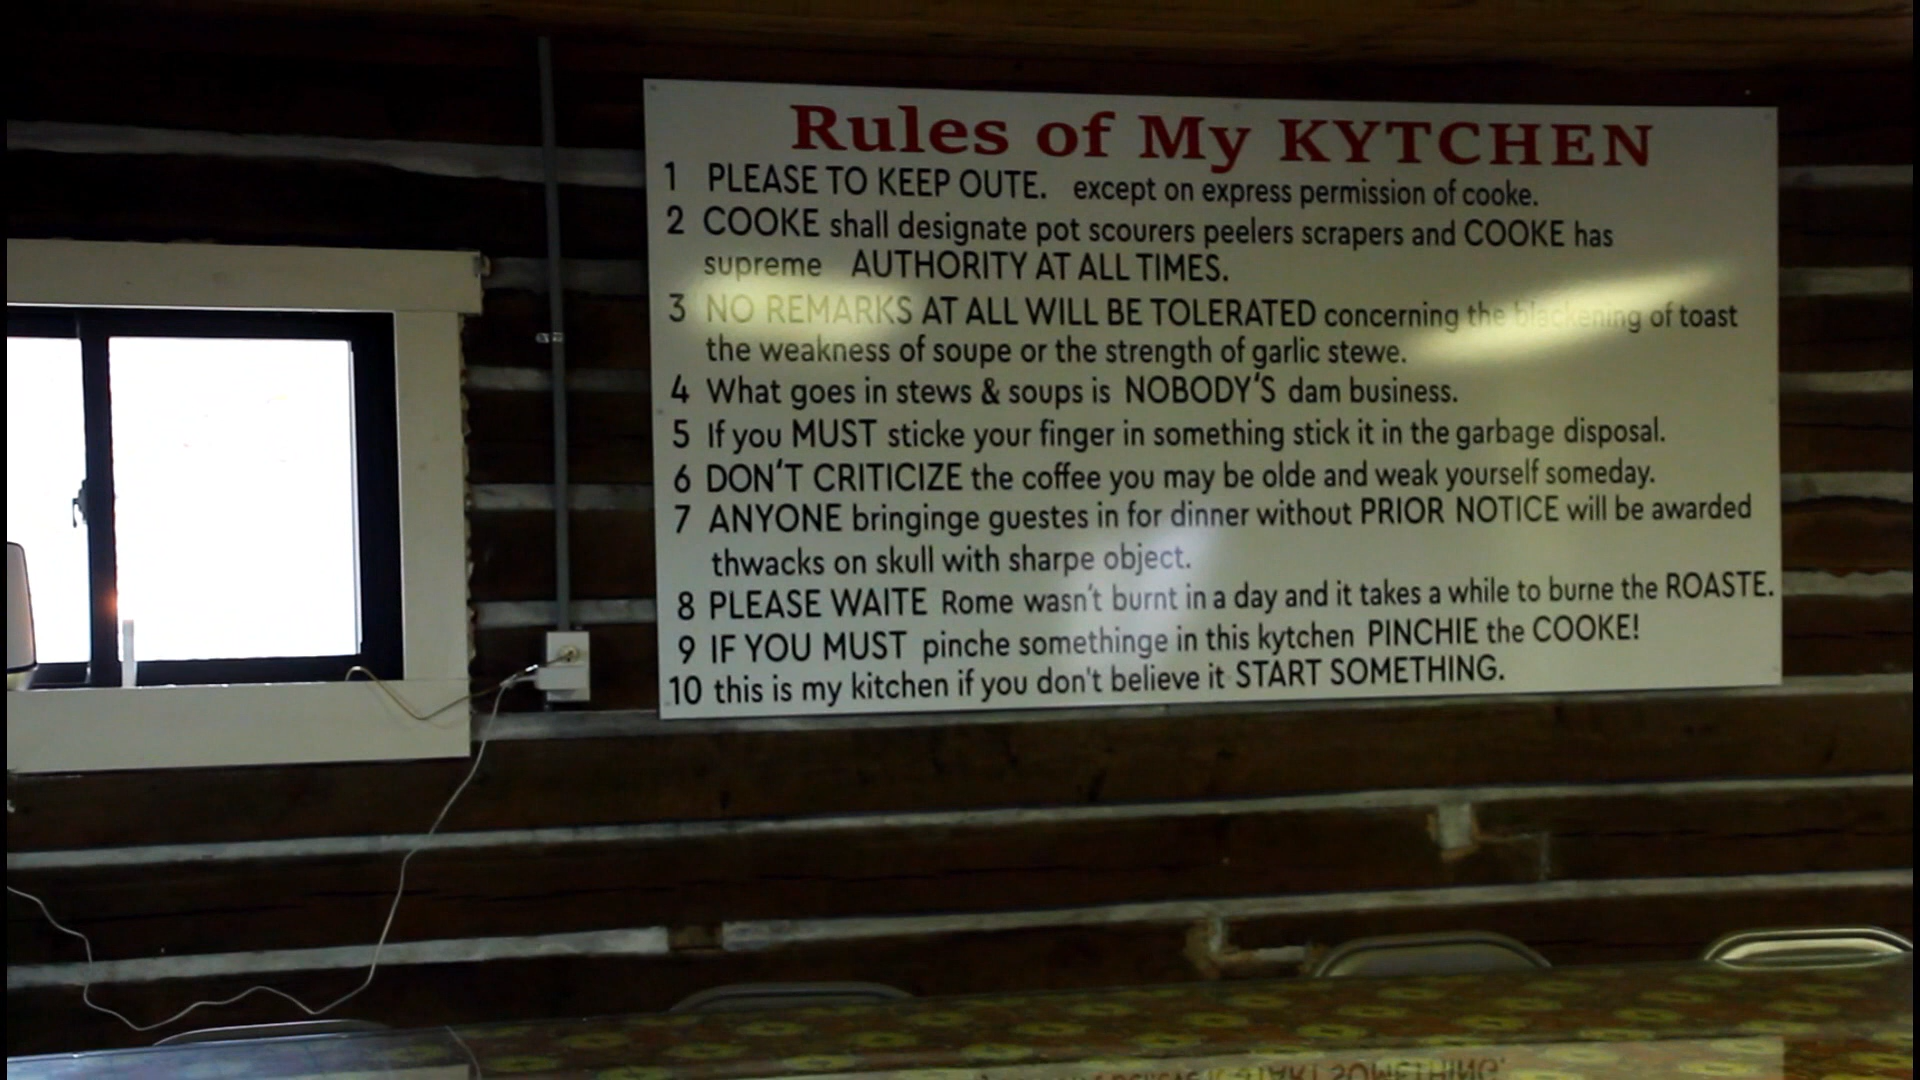 Rules of My KYTCHEN
1 PLEASE TO KEEP OUTE. except on express permission of cooke.
2 COOKE shall designate pot scourers peelers scrapers and COOKE has
supreme AUTHORITY AT ALL TIMES.
3 NO REMARKS AT ALL WILL BE TOLERATED concerning the blackening of toast
the weakness of soupe or the strength of garlic stewe.
4 What goes in stews & soups is NOBODY'S dam business.
5 If you MUST sticke your finger in something stick it in the garbage disposal.
6 DON'T CRITICIZE the coffee you may be olde and weak yourself someday.
7 ANYONE bringinge guestes in for dinner without PRIOR NOTICE will be awarded
thwacks on skull with sharpe object.
8 PLEASE WAITE Rome wasn't burnt in a day and it takes a while to burne the ROASTE.
9 IF YOU MUST pinche somethinge in this kytchen PINCHIE the COOKE!
10 this is my kitchen if you don't believe it START SOMETHING.
START SOMETHING.